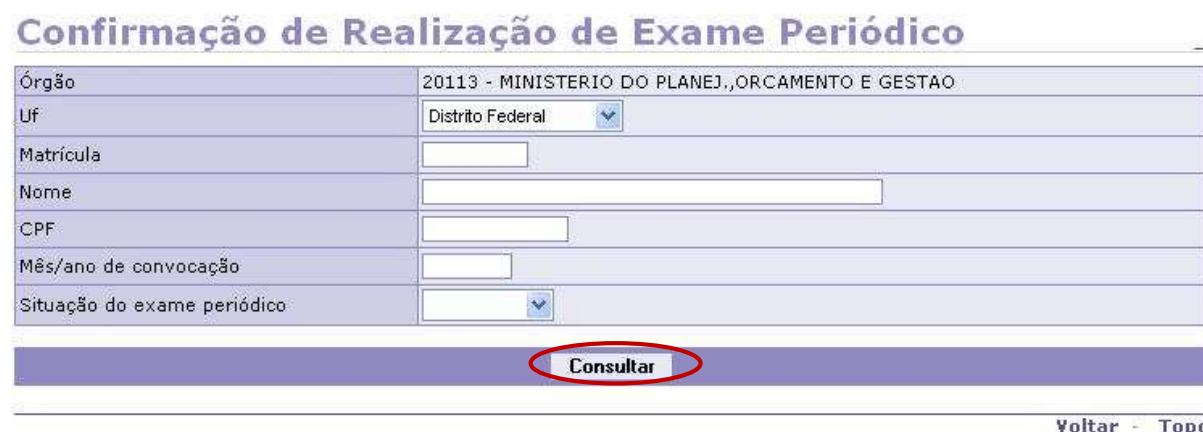 Confirmação de Realização de Exame Periódico
Órgão 20113 - MINISTERIO DO PLANEJ.,ORCAMENTO E GESTAO
Uf Distrito Federal
Matrícula
Nome
CPF
Mês/ano de convocação
Situação do exame periódico
Consultar
Voltar - Topo